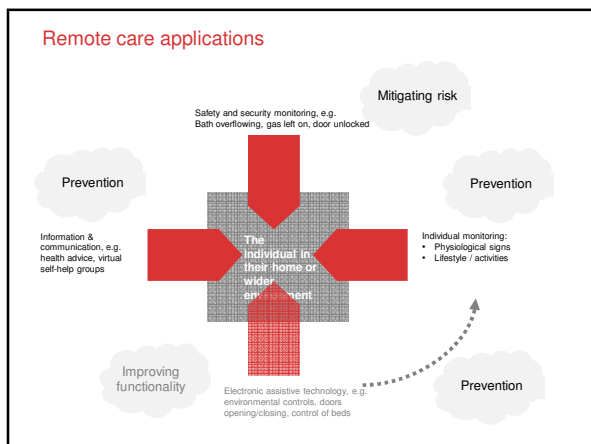 Remote care applications
Mitigating risk
Safety and security monitoring, e.g.
Bath overflowing, gas left on, door unlocked
Prevention
Prevention
Information &
communication, e.g.
health advice, virtual
self-help groups
The
individual in
their home or
wider
environment
Individual monitoring:
• Physiological signs
• Lifestyle / activities
Improving
functionality
Electronic assistive technology, e.g.
environmental controls, doors
opening/closing, control of beds
Prevention